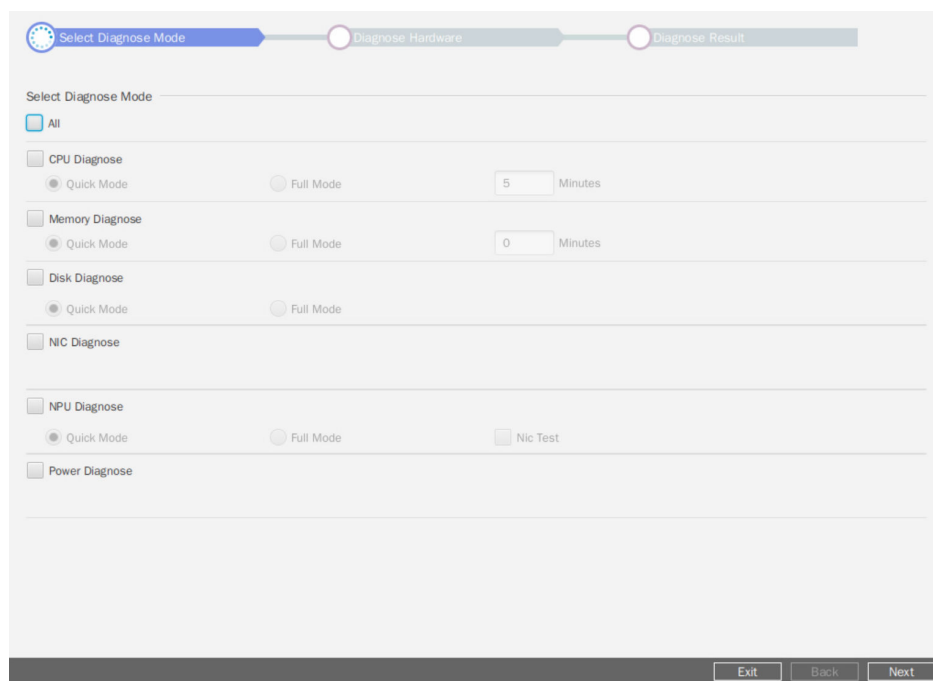 Select Diagnose Mode Diagnose Hardware Diagnose Result
Select Diagnose Mode
All
CPU Diagnose
Quick Mode Full Mode 5 Minutes
Memory Diagnose
Quick Mode Full Mode 0 Minutes
Disk Diagnose
Quick Mode Full Mode
NIC Diagnose
NPU Diagnose
Quick Mode Full Mode Nic Test
Power Diagnose
Exit Back Next